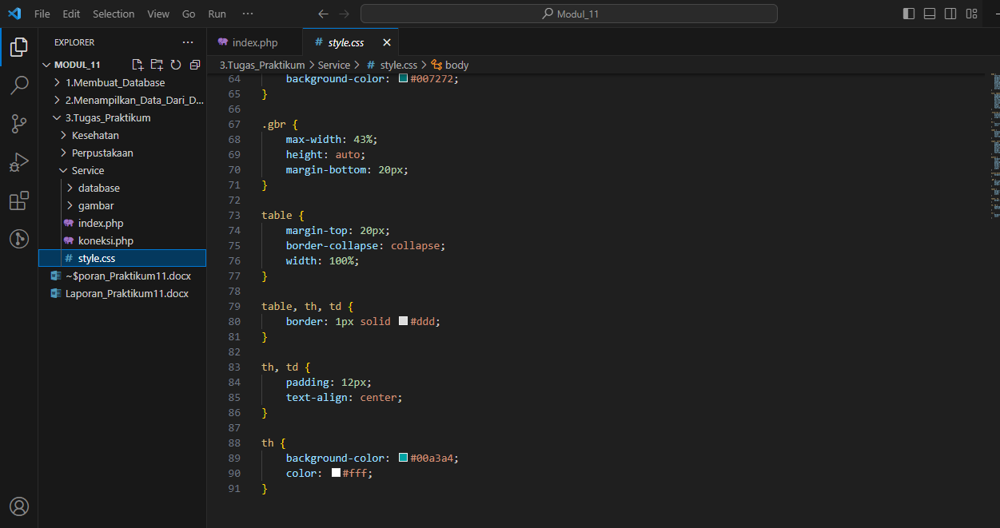 File Edit Selection View Go Run ··· Modul_11
EXPLORER ···
MODUL_11
1.Membuat_Database
2.Menampilkan_Data_Dari_D...
3.Tugas_Praktikum
Kesehatan
Perpustakaan
Service
database
gambar
index.php
koneksi.php
# style.css
~$poran_Praktikum11.docx
Laporan_Praktikum11.docx
index.php # style.css
3.Tugas_Praktikum > Service > # style.css > body
64 background-color: #007272;
65 }
66
67 .gbr {
68 max-width: 43%;
69 height: auto;
70 margin-bottom: 20px;
71 }
72
73 table {
74 margin-top: 20px;
75 border-collapse: collapse;
76 width: 100%;
77 }
78
79 table, th, td {
80 border: 1px solid #ddd;
81 }
82
83 th, td {
84 padding: 12px;
85 text-align: center;
86 }
87
88 th {
89 background-color: #00a3a4;
90 color: #fff;
91 }